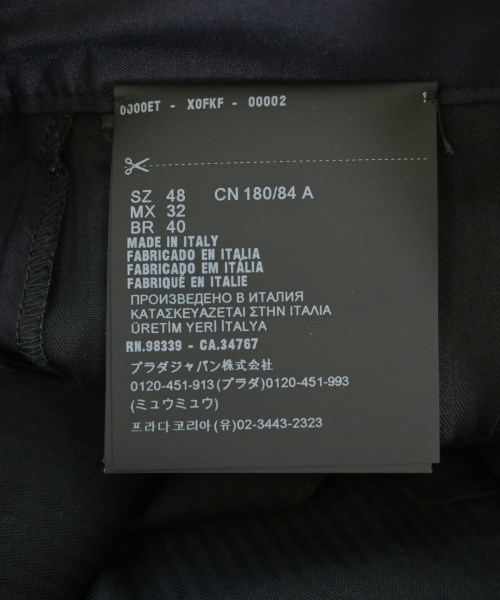 0000ET - X0FKF - 00002
SZ 48 CN 180/84 A
MX 32
BR 40
MADE IN ITALY
FABRICADO EN ITALIA
FABRICADO EM ITÁLIA
FABRIQUÉ EN ITALIE
ПРОИЗВЕДЕНО В ИТАЛИЯ
ΚΑΤΑΣΚΕΥΑΖΕΤΑΙ ΣΤΗΝ ΙΤΑΛΙΑ
ÜRETİM YERİ İTALYA
RN.98339 - CA.34767
プラダジャパン株式会社
0120-451-913(プラダ)0120-451-993
(ミュウミュウ)
프라다 코리아 (유)02-3443-2323